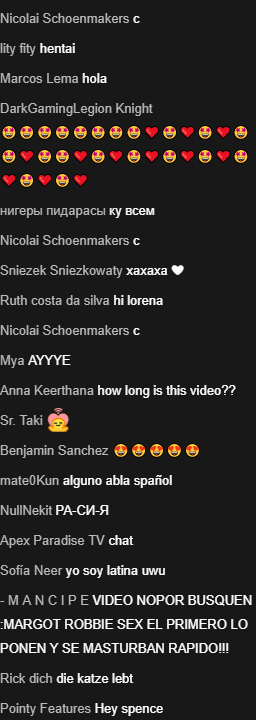 Nicolai Schoenmakers c
lity fity hentai
Marcos Lema hola
DarkGamingLegion Knight
🤩🤩🤩🤩🤩🤩🤩🤩❤🤩❤🤩❤🤩
🤩❤🤩🤩❤🤩❤🤩❤🤩❤🤩❤🤩
❤🤩❤🤩❤
нигеры пидарасы ку всем
Nicolai Schoenmakers c
Sniezek Sniezkowaty xaxaxa 🤍
Ruth costa da silva hi lorena
Nicolai Schoenmakers c
Mya AYYYE
Anna Keerthana how long is this video??
Sr. Taki
Benjamin Sanchez 🤩🤩🤩🤩🤩
mate0Kun alguno abla spañol
NullNekit РА-СИ-Я
Apex Paradise TV chat
Sofía Neer yo soy latina uwu
- M A N C I P E VIDEO NOPOR BUSQUEN
:MARGOT ROBBIE SEX EL PRIMERO LO
PONEN Y SE MASTURBAN RAPIDO!!!
Rick dich die katze lebt
Pointy Features Hey spence